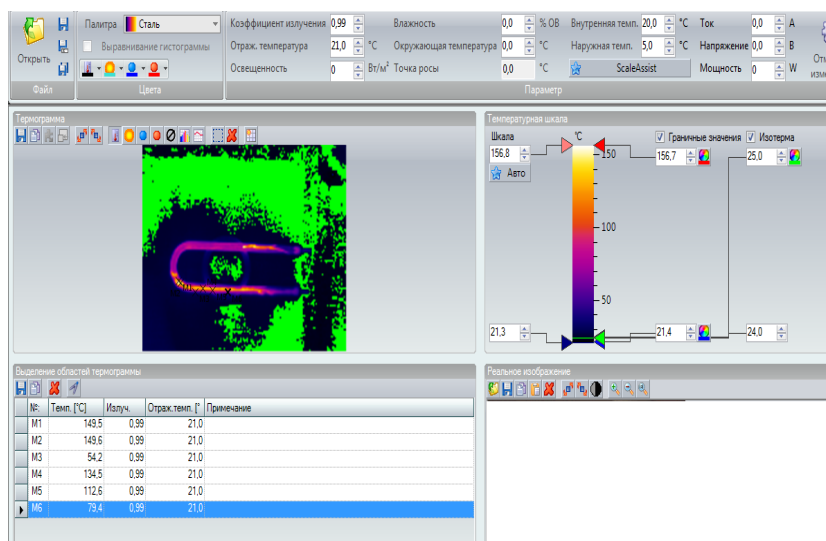 Палитра Сталь Коэффициент излучения 0,99 Влажность 0,0 % ОВ Внутренняя темп. 20,0 °C Ток 0,0 А
Выравнивание гистограммы Отраж. температура 21,0 °C Окружающая температура 0,0 °C Наружная темп. 5,0 °C Напряжение 0,0 В
Открыть Освещенность 0 Вт/м² Точка росы 0,0 °C ScaleAssist Мощность 0 W
Файл Цвета Параметр
Термограмма
Температурная шкала
Шкала °C Граничные значения Изотерма
156,8 150 156,7 25,0
Авто
100
50
21,3 21,4 24,0
Выделение областей термограммы
Реальное изображение
№: Темп. [°C] Излуч. Отраж.темп. [° Примечание
M1 149,5 0,99 21,0
M2 149,6 0,99 21,0
M3 54,2 0,99 21,0
M4 134,5 0,99 21,0
M5 112,6 0,99 21,0
M6 79,4 0,99 21,0